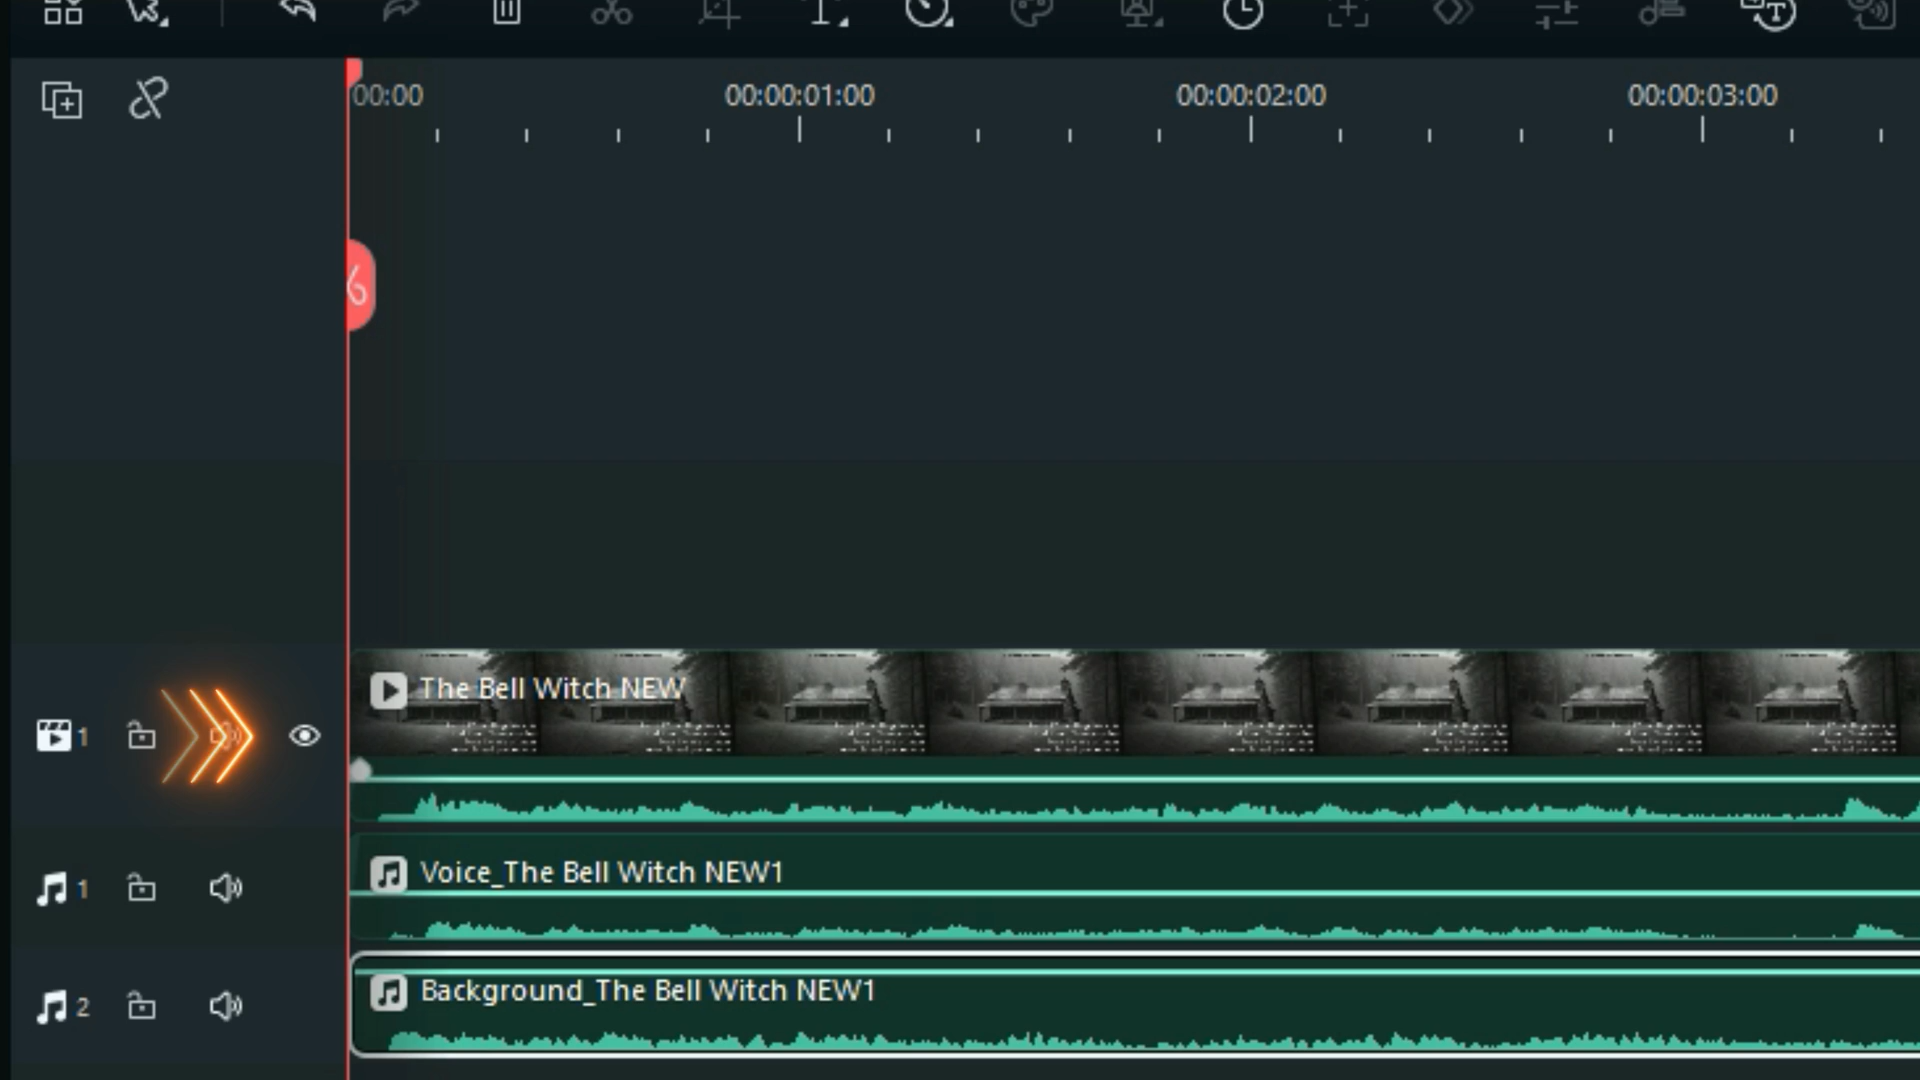 00:00 00:00:01:00 00:00:02:00 00:00:03:00
The Bell Witch NEW
1
Voice_The Bell Witch NEW1
1
Background_The Bell Witch NEW1
2